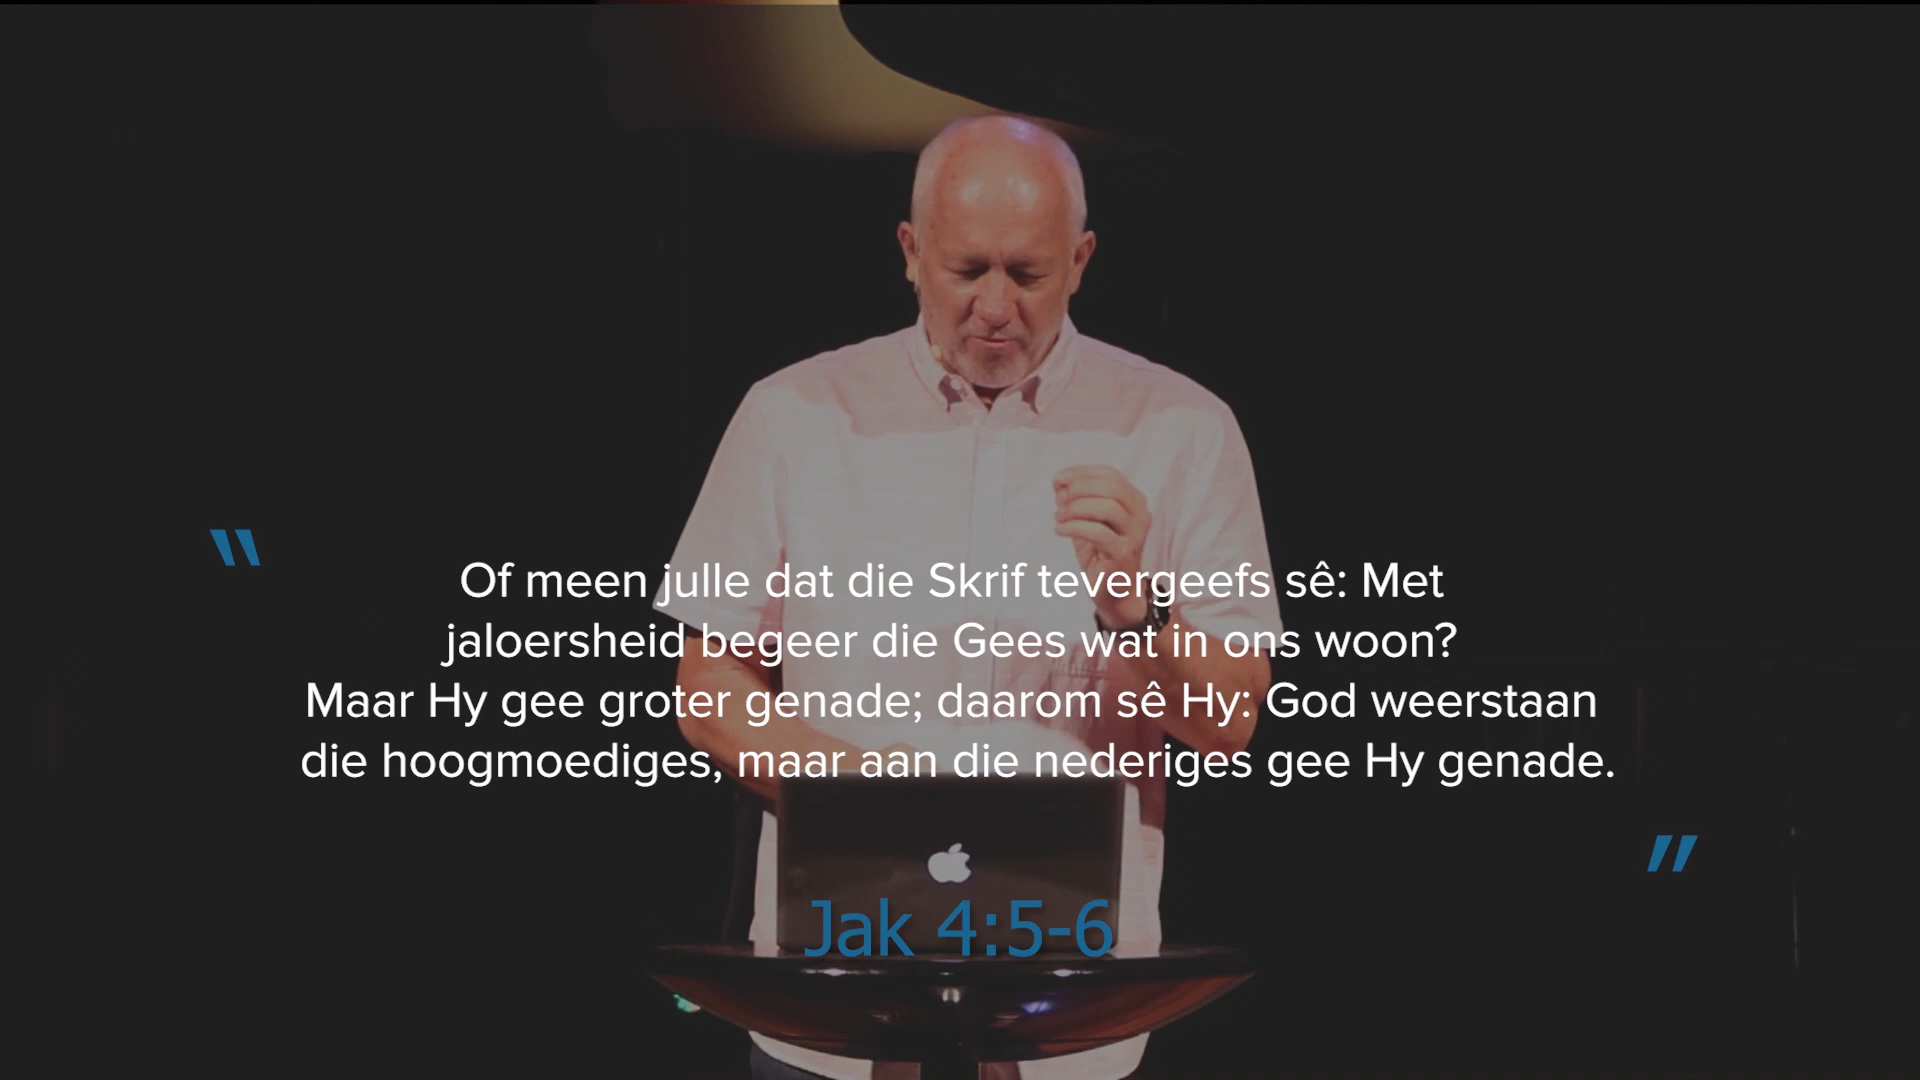 Of meen julle dat die Skrif tevergeefs sê: Met
jaloersheid begeer die Gees wat in ons woon?
Maar Hy gee groter genade; daarom sê Hy: God weerstaan
die hoogmoediges, maar aan die nederiges gee Hy genade.
Jak 4:5-6